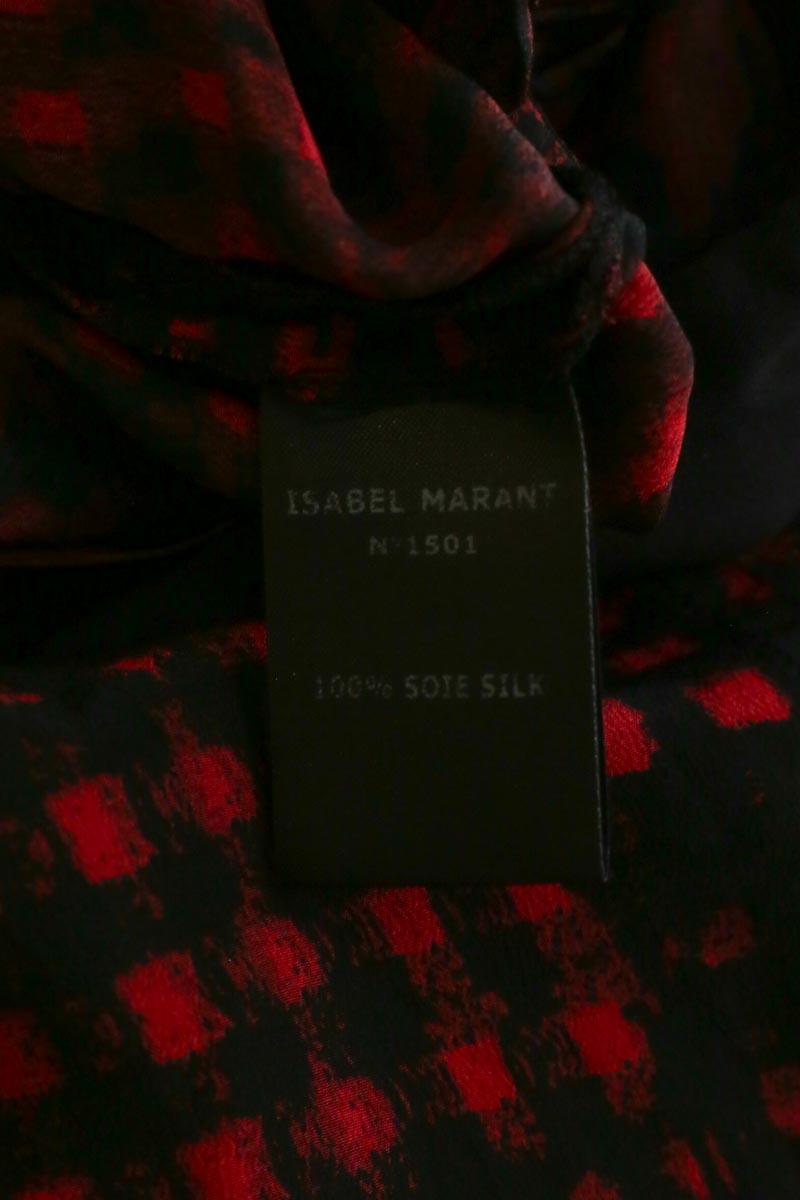 ISABEL MARANT
N°1501
100% SOIE SILK